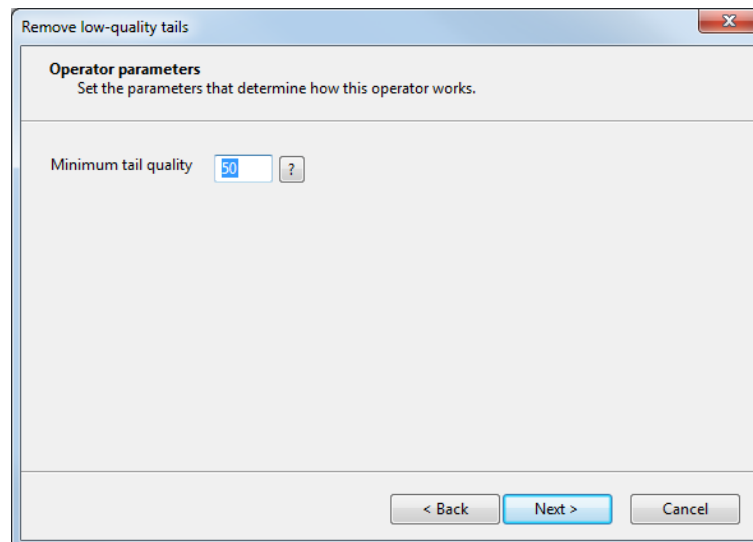 Remove low-quality tails
X
Operator parameters
Set the parameters that determine how this operator works.
Minimum tail quality 50 ?
< Back Next > Cancel